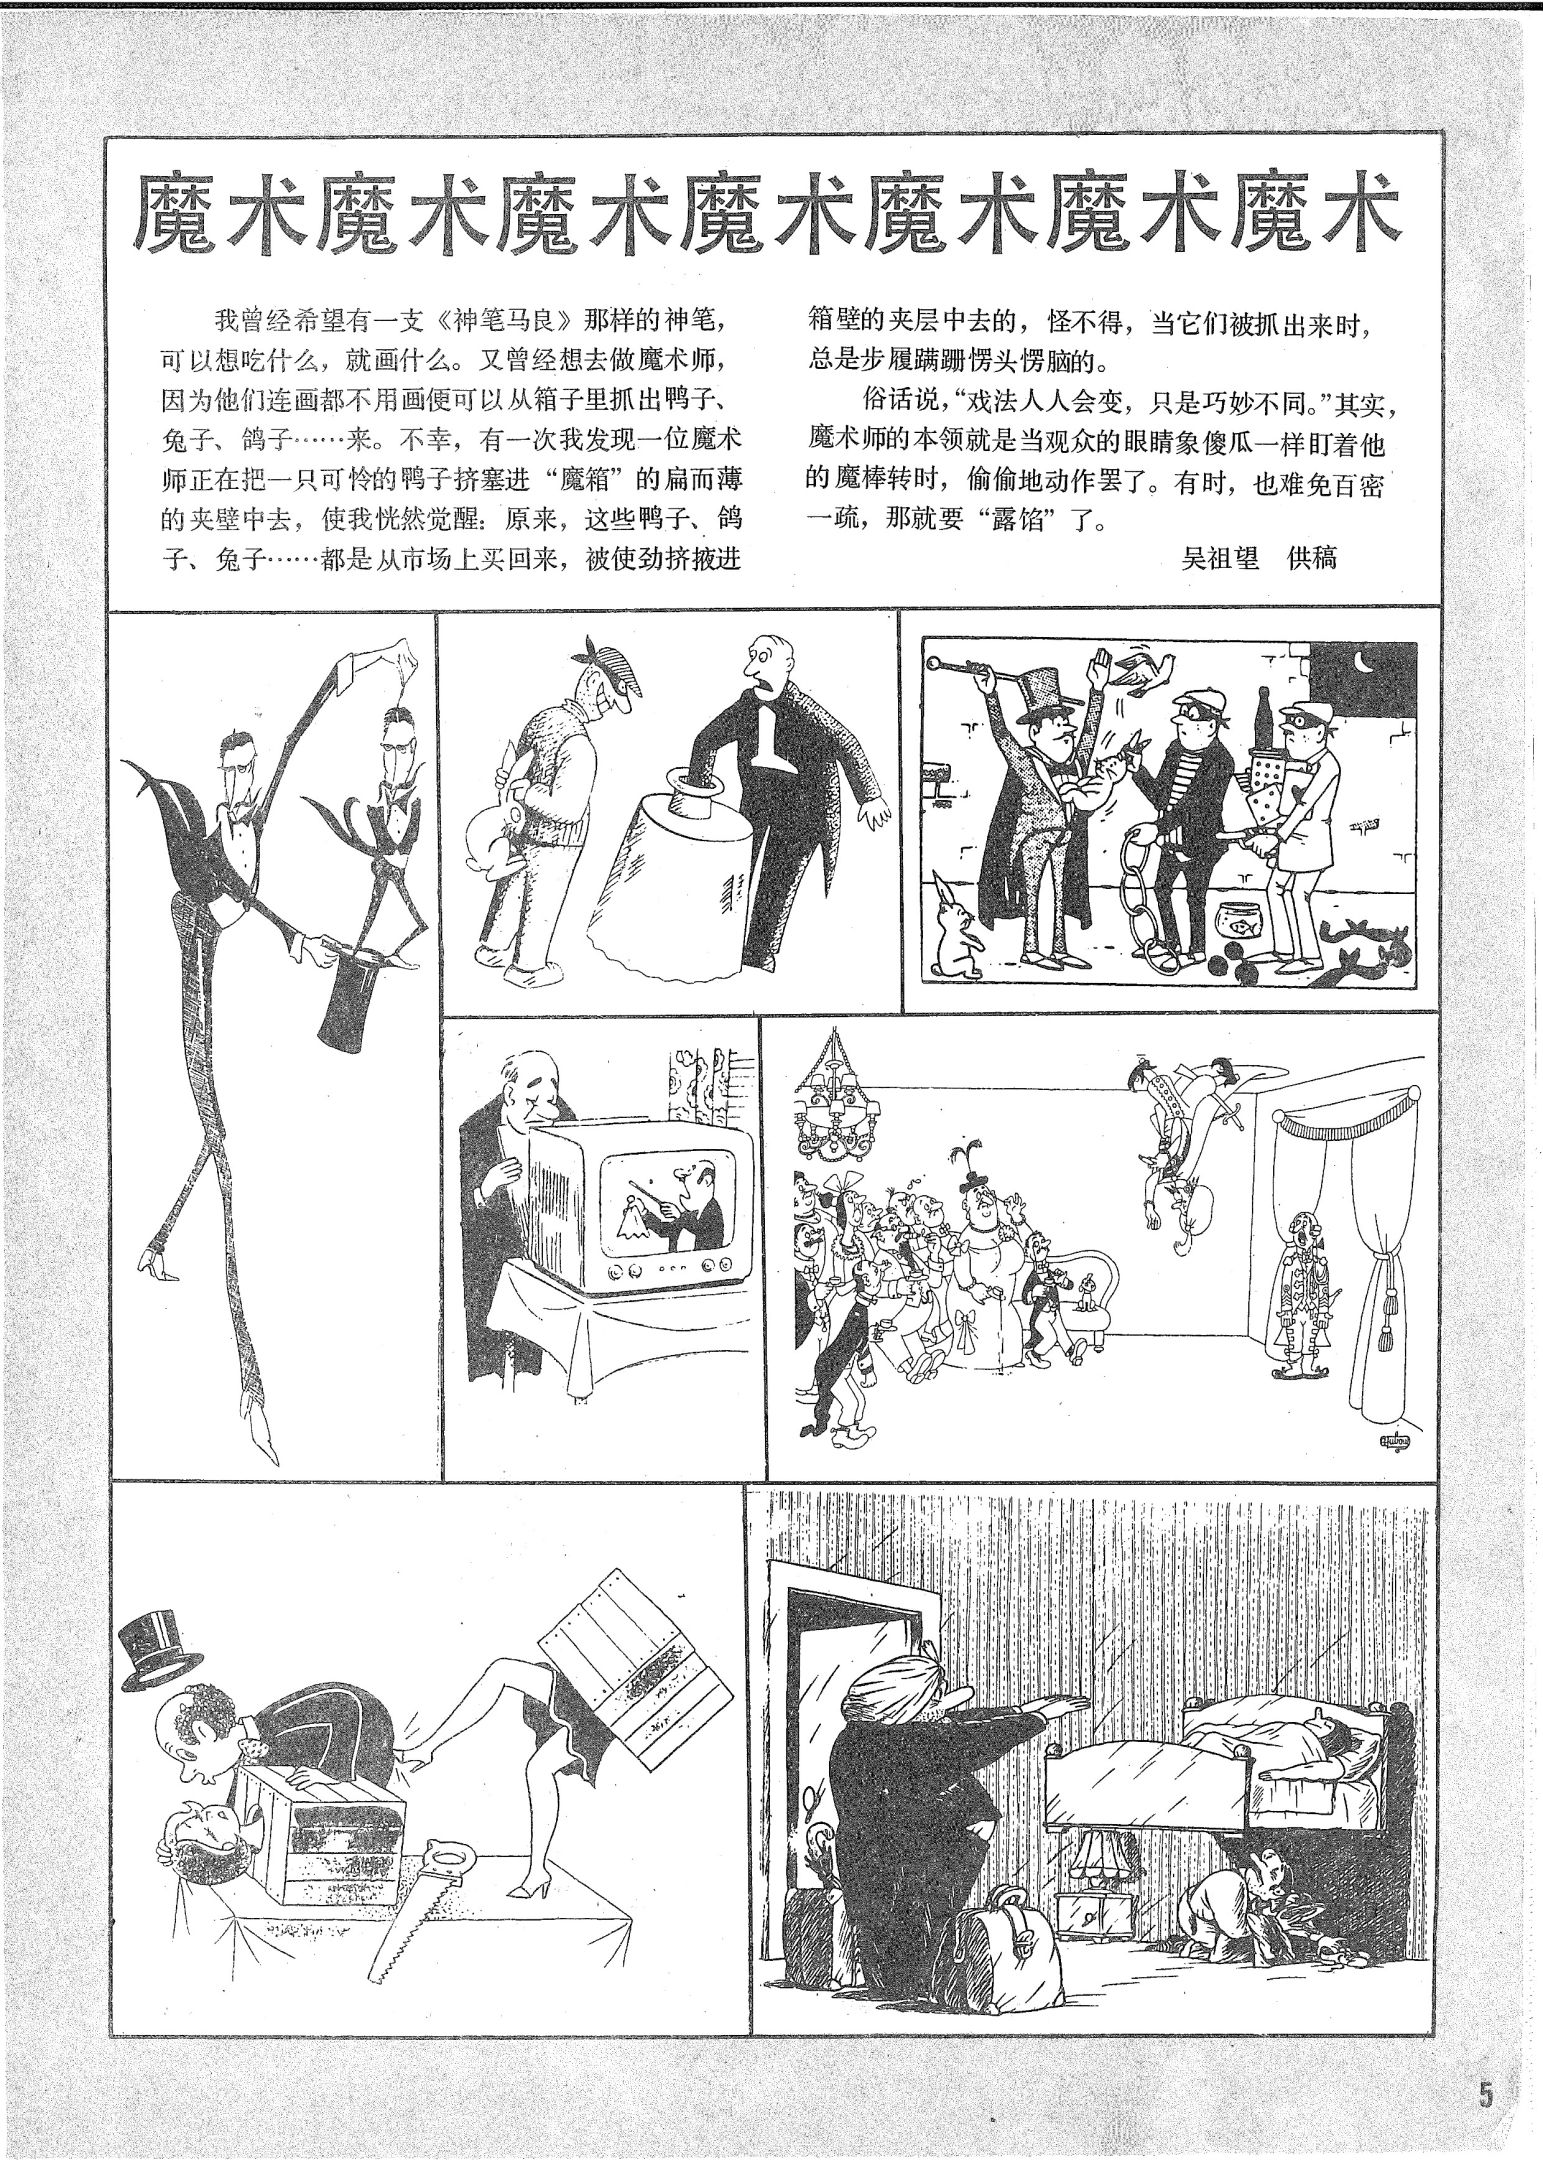 魔术魔术魔术魔术魔术魔术魔术
我曾经希望有一支《神笔马良》那样的神笔，
可以想吃什么，就画什么。又曾经想去做魔术师，
因为他们连画都不用画便可以从箱子里抓出鸭子、
兔子、鸽子……来。不幸，有一次我发现一位魔术
师正在把一只可怜的鸭子挤塞进“魔箱”的扁而薄
的夹壁中去，使我恍然觉醒：原来，这些鸭子、鸽
子、兔子……都是从市场上买回来，被使劲挤掖进
箱壁的夹层中去的，怪不得，当它们被抓出来时，
总是步履蹒跚愣头愣脑的。
俗话说，“戏法人人会变，只是巧妙不同。”其实，
魔术师的本领就是当观众的眼睛象傻瓜一样盯着他
的魔棒转时，偷偷地动作罢了。有时，也难免百密
一疏，那就要“露馅”了。
吴祖望　供稿
5